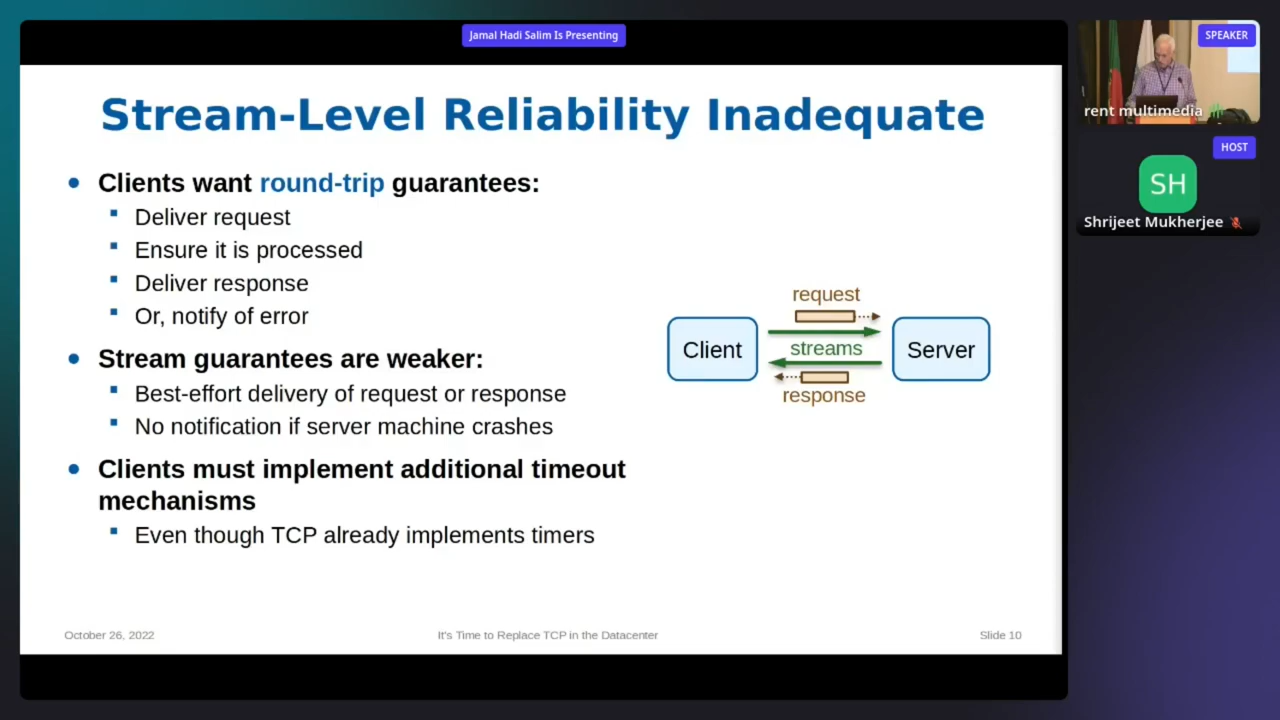 Jamal Hadi Salim Is Presenting
Stream-Level Reliability Inadequate
Clients want round-trip guarantees:
Deliver request
Ensure it is processed
Deliver response
Or, notify of error
Stream guarantees are weaker:
Best-effort delivery of request or response
No notification if server machine crashes
Clients must implement additional timeout
mechanisms
Even though TCP already implements timers
request
Client
streams
Server
response
October 26, 2022
It's Time to Replace TCP in the Datacenter
Slide 10
SPEAKER
rent multimedia
HOST
SH
Shrijeet Mukherjee